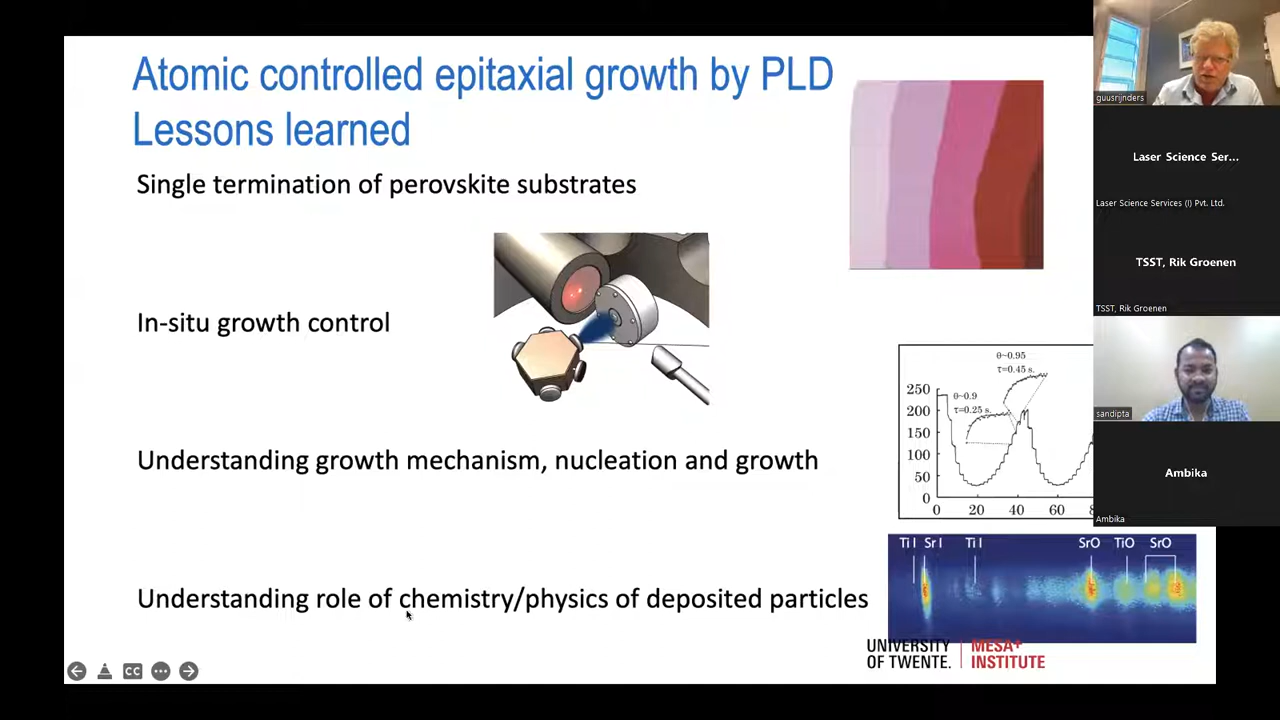 Atomic controlled epitaxial growth by PLD
Lessons learned
Single termination of perovskite substrates
In-situ growth control
Understanding growth mechanism, nucleation and growth
Understanding role of chemistry/physics of deposited particles
θ~0.95
τ=0.45 s.
θ~0.9
τ=0.25 s.
250
200
150
100
50
0
0 20 40 60 8
Ti I Sr I Ti I SrO TiO SrO
UNIVERSITY OF TWENTE.
MESA+ INSTITUTE
CC
guusrijnders
Laser Science Ser...
Laser Science Services (I) Pvt. Ltd.
TSST, Rik Groenen
TSST, Rik Groenen
sandipta
Ambika
Ambika